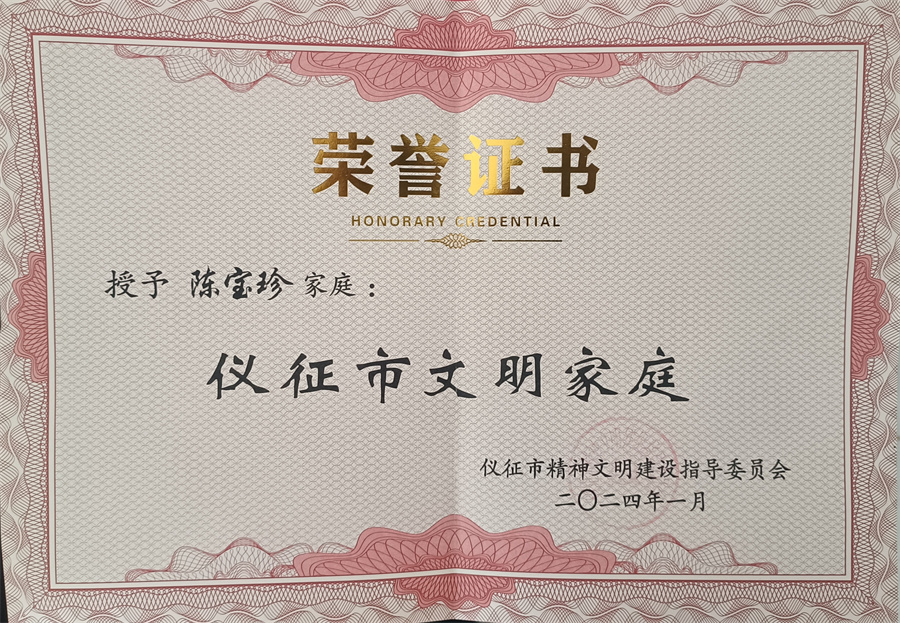 荣誉证书
HONORARY CREDENTIAL
授予 陈宝珍 家庭：
仪征市文明家庭
仪征市精神文明建设指导委员会
二〇二四年一月